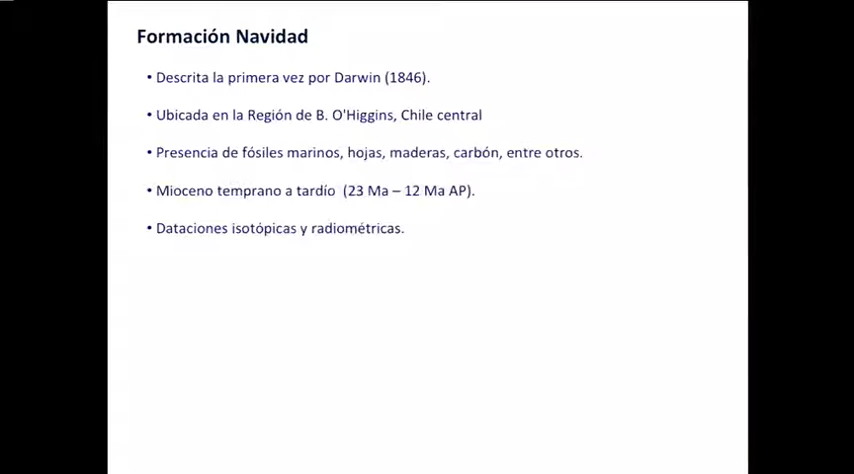 Formación Navidad
• Descrita la primera vez por Darwin (1846).
• Ubicada en la Región de B. O'Higgins, Chile central
• Presencia de fósiles marinos, hojas, maderas, carbón, entre otros.
• Mioceno temprano a tardío (23 Ma – 12 Ma AP).
• Dataciones isotópicas y radiométricas.